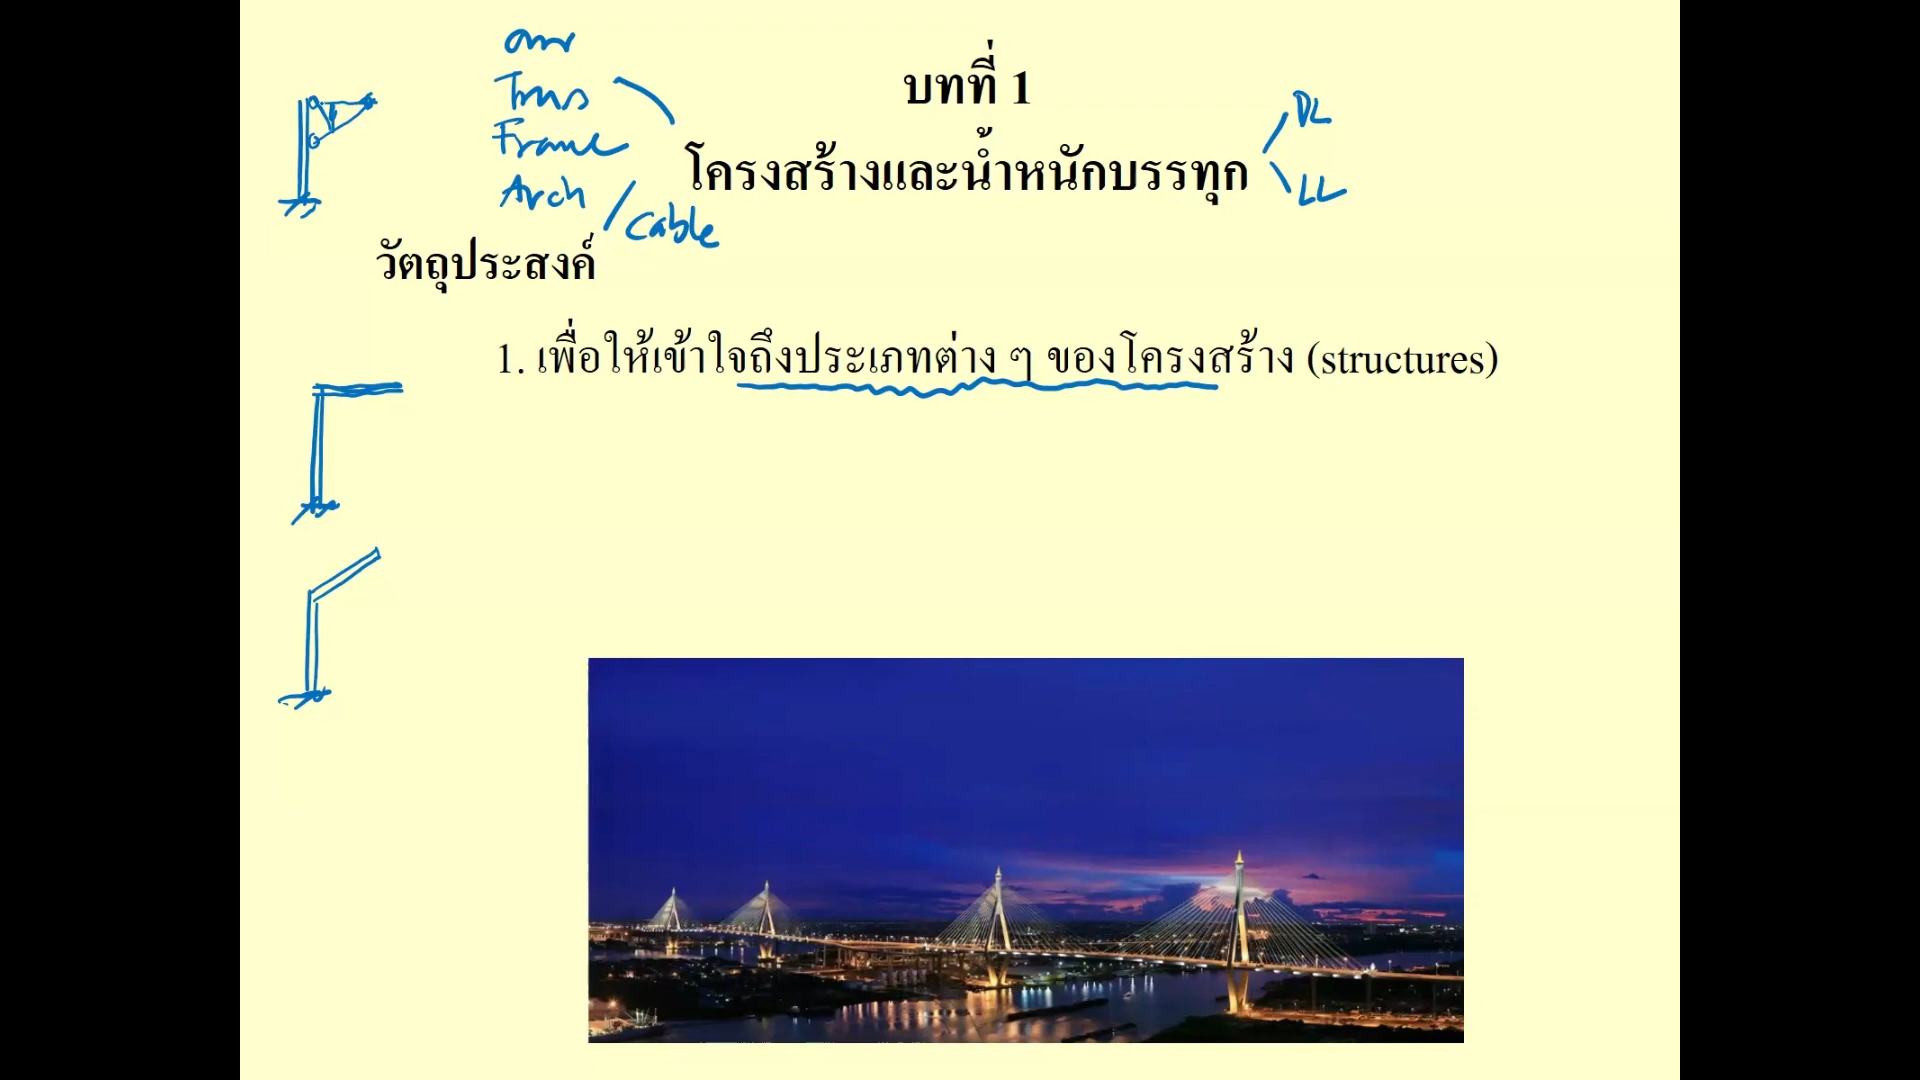 คาน
Truss
Frame
Arch
Cable
บทที่ 1
โครงสร้างและน้ำหนักบรรทุก
DL
LL
วัตถุประสงค์
1. เพื่อให้เข้าใจถึงประเภทต่าง ๆ ของโครงสร้าง (structures)